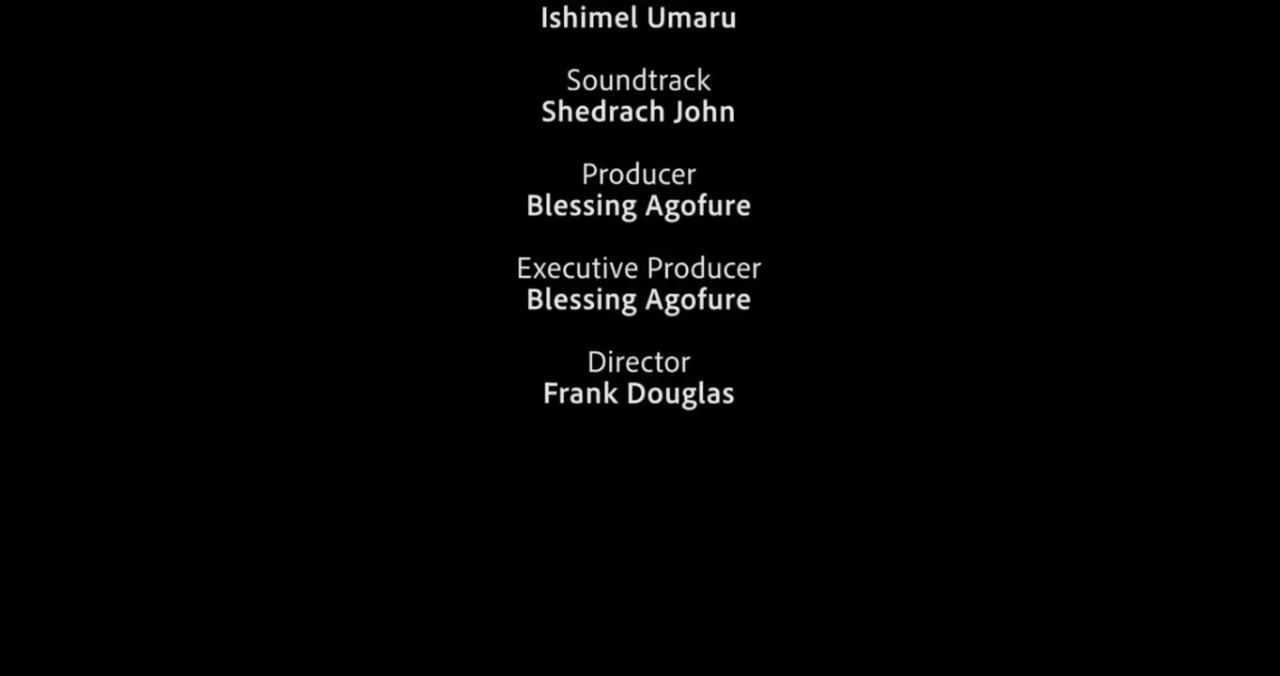 Ishimel Umaru
Soundtrack
Shedrach John
Producer
Blessing Agofure
Executive Producer
Blessing Agofure
Director
Frank Douglas